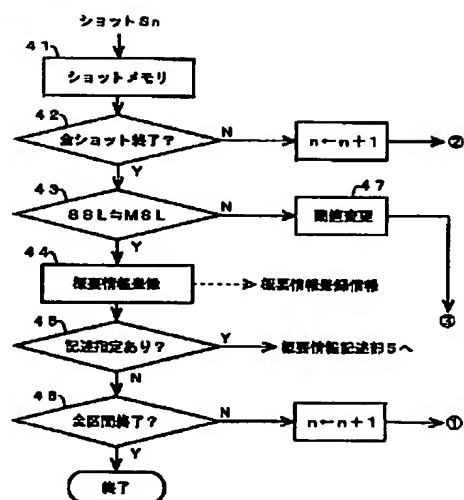 ショットSn
41
ショットメモリ
42
全ショット終了?
N
n←n+1
②
Y
43
SSL≒MSL
N
47
閾値変更
③
Y
44
概要情報登録
概要情報登録情報
45
記述指定あり?
Y
概要情報記述部5へ
N
46
全区間終了?
N
n←n+1
①
Y
終了